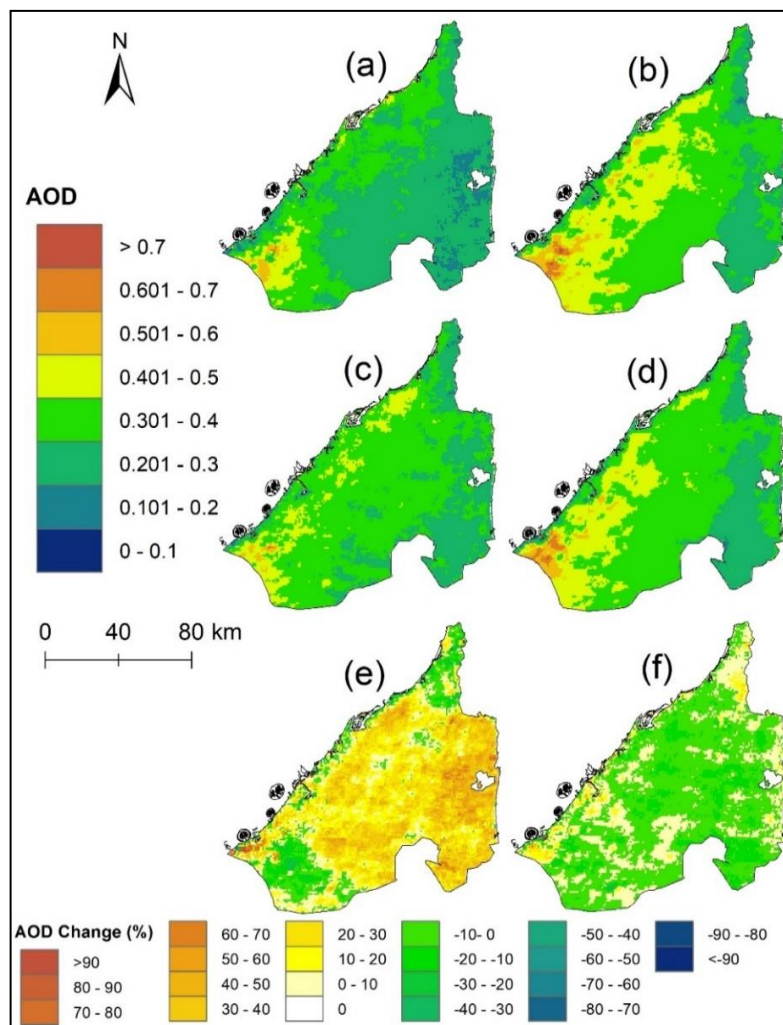 N
(a)
(b)
AOD
> 0.7
0.601 - 0.7
0.501 - 0.6
0.401 - 0.5
0.301 - 0.4
0.201 - 0.3
0.101 - 0.2
0 - 0.1
(c)
(d)
0 40 80 km
(e)
(f)
AOD Change (%)
>90
80 - 90
70 - 80
60 - 70
50 - 60
40 - 50
30 - 40
20 - 30
10 - 20
0 - 10
0
-10- 0
-20 - -10
-30 - -20
-40 - -30
-50 - -40
-60 - -50
-70 - -60
-80 - -70
-90 - -80
<-90